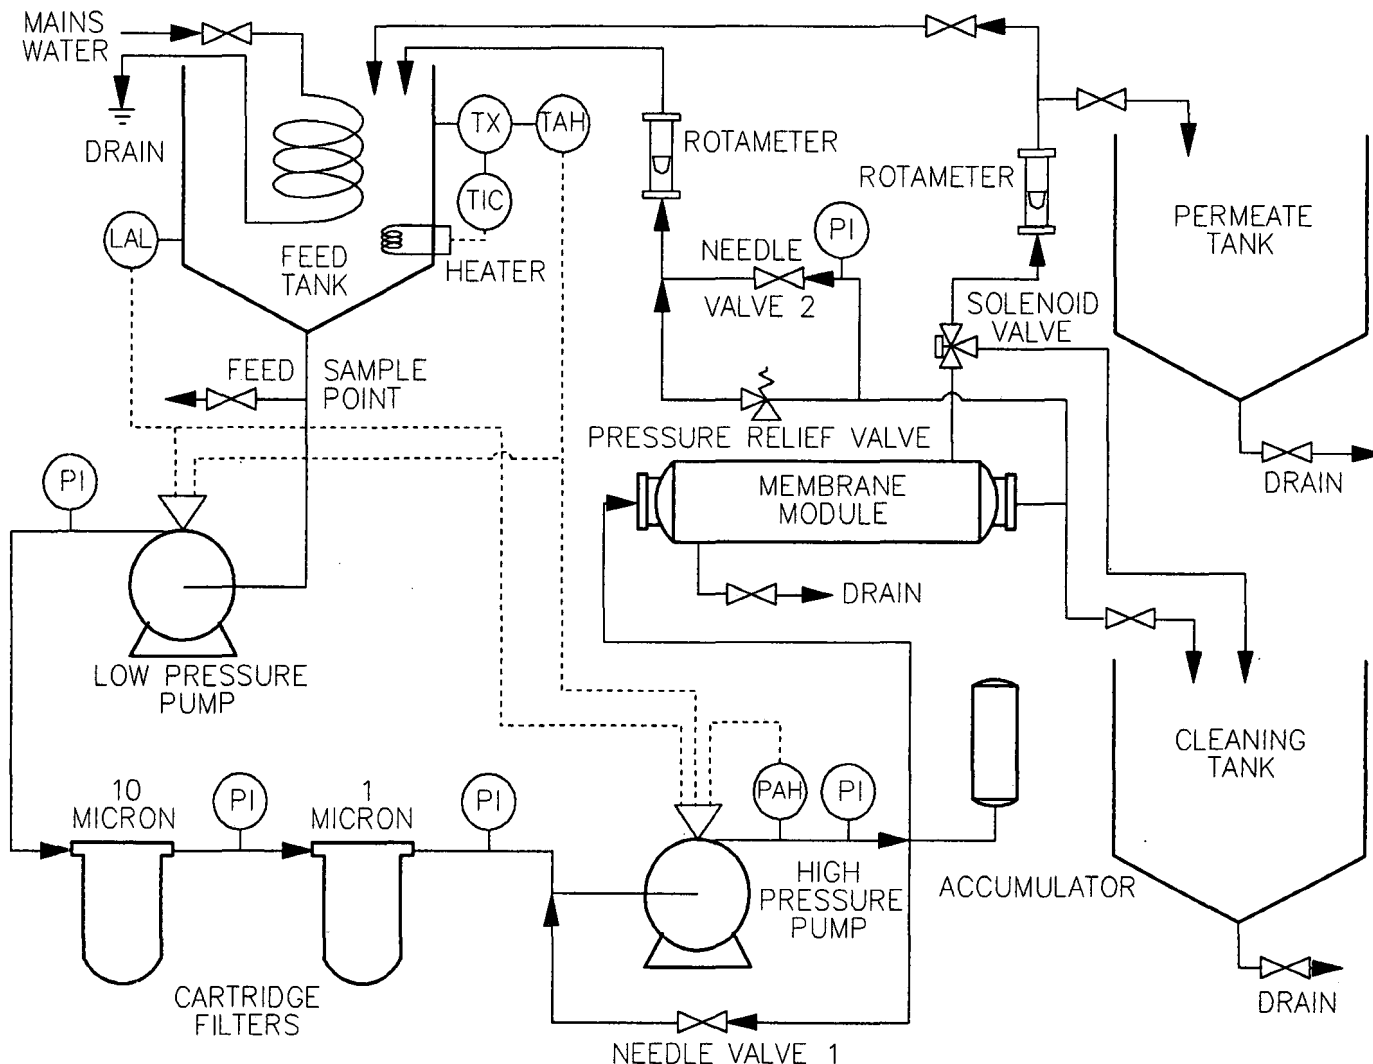 MAINS
WATER
DRAIN
TX
TAH
TIC
LAL
FEED
TANK
HEATER
ROTAMETER
ROTAMETER
PI
NEEDLE
VALVE 2
SOLENOID
VALVE
PERMEATE
TANK
FEED SAMPLE
POINT
PRESSURE RELIEF VALVE
DRAIN
PI
MEMBRANE
MODULE
DRAIN
LOW PRESSURE
PUMP
CLEANING
TANK
10
MICRON
PI
1
MICRON
PI
PAH
PI
HIGH
PRESSURE
PUMP
ACCUMULATOR
CARTRIDGE
FILTERS
DRAIN
NEEDLE VALVE 1